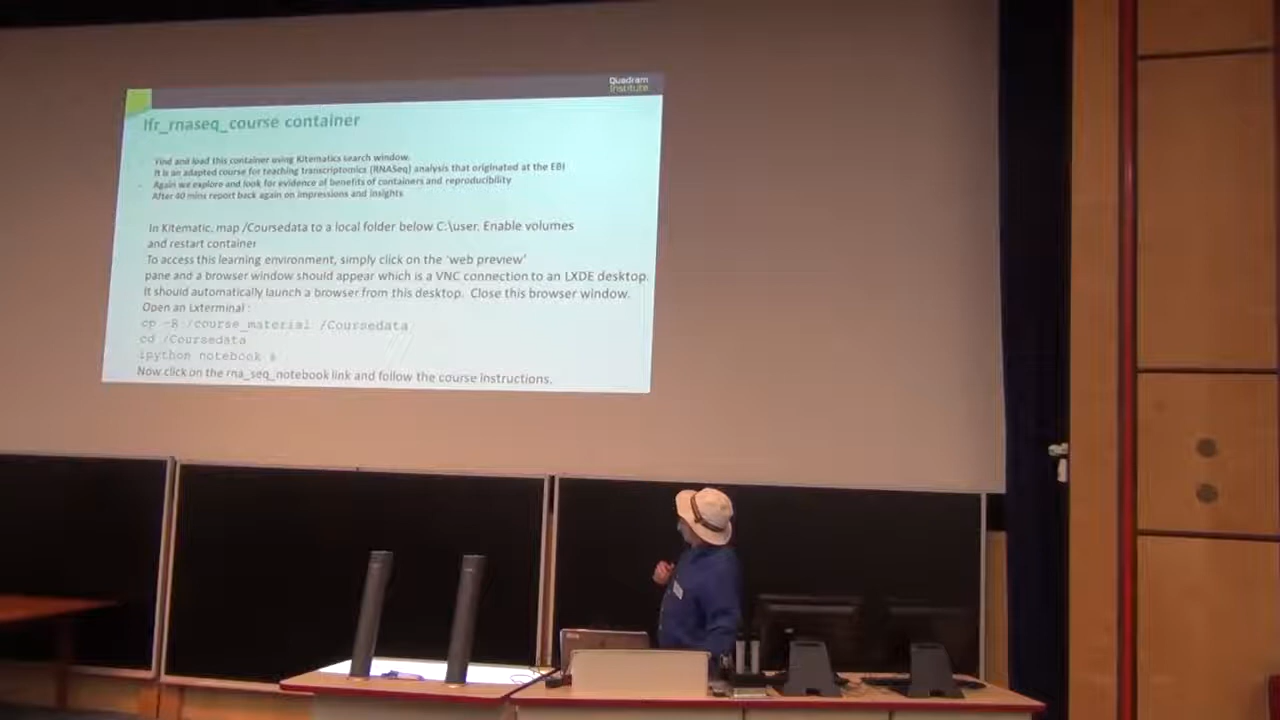 Quadram
Institute
Ifr_rnaseq_course container
Find and load this container using Kitematics search window.
It is an adapted course for teaching transcriptomics (RNASeq) analysis that originated at the EBI
Again we explore and look for evidence of benefits of containers and reproducibility
After 40 mins report back again on impressions and insights
In Kitematic, map /Coursedata to a local folder below C:\user. Enable volumes
and restart container
To access this learning environment, simply click on the 'web preview'
pane and a browser window should appear which is a VNC connection to an LXDE desktop.
It should automatically launch a browser from this desktop. Close this browser window.
Open an Lxterminal :
cp -R /course_material /Coursedata
cd /Coursedata
ipython notebook &
Now click on the rna_seq_notebook link and follow the course instructions.